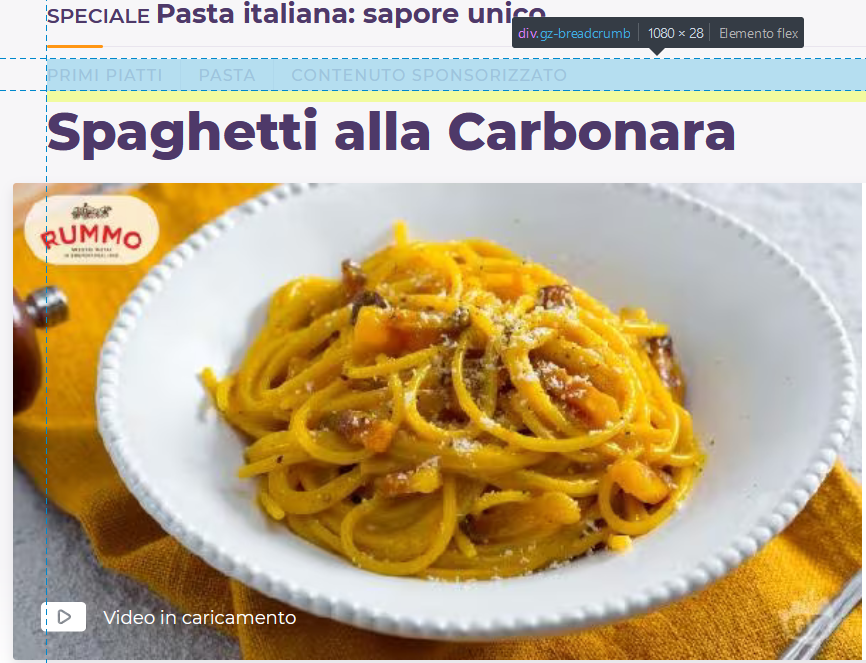 SPECIALE Pasta italiana: sapore unico
div.gz-breadcrumb 1080 × 28 Elemento flex
PRIMI PIATTI PASTA CONTENUTO SPONSORIZZATO
Spaghetti alla Carbonara
RUMMO
Video in caricamento